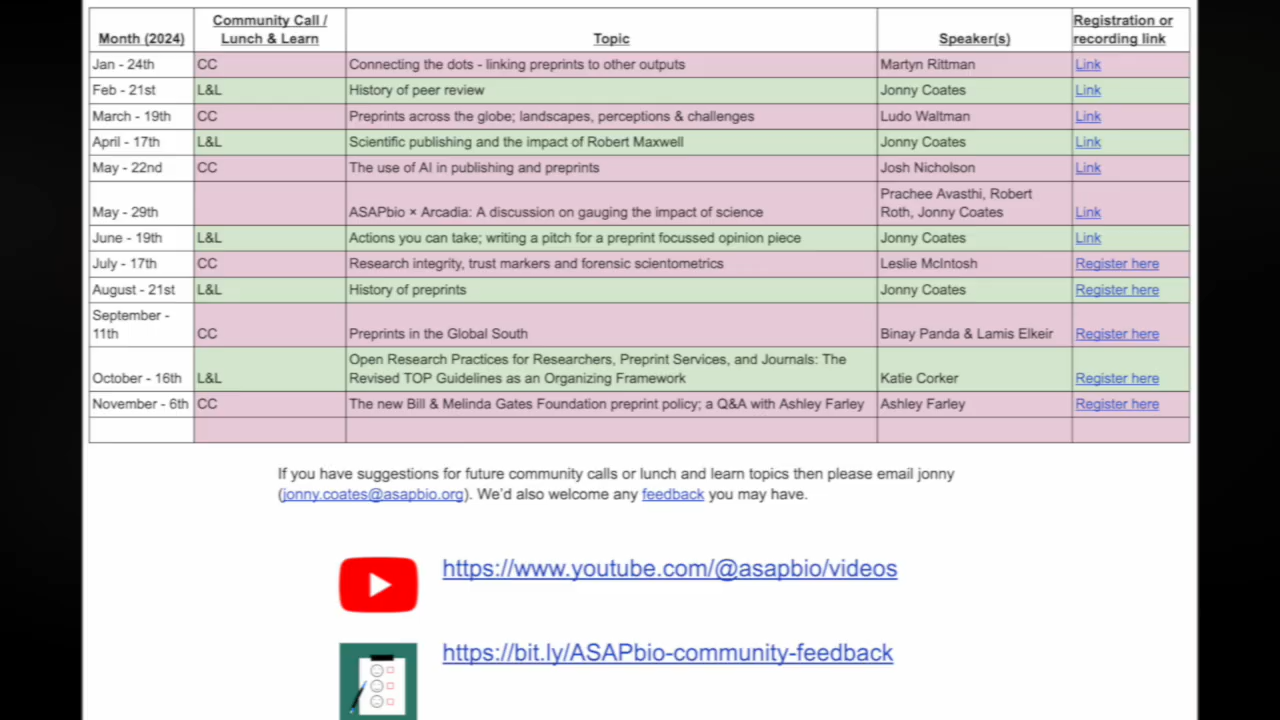 Month (2024) Community Call / Lunch & Learn Topic Speaker(s) Registration or recording link
Jan - 24th CC Connecting the dots - linking preprints to other outputs Martyn Rittman Link
Feb - 21st L&L History of peer review Jonny Coates Link
March - 19th CC Preprints across the globe; landscapes, perceptions & challenges Ludo Waltman Link
April - 17th L&L Scientific publishing and the impact of Robert Maxwell Jonny Coates Link
May - 22nd CC The use of AI in publishing and preprints Josh Nicholson Link
May - 29th ASAPbio × Arcadia: A discussion on gauging the impact of science Prachee Avasthi, Robert Roth, Jonny Coates Link
June - 19th L&L Actions you can take; writing a pitch for a preprint focussed opinion piece Jonny Coates Link
July - 17th CC Research integrity, trust markers and forensic scientometrics Leslie McIntosh Register here
August - 21st L&L History of preprints Jonny Coates Register here
September - 11th CC Preprints in the Global South Binay Panda & Lamis Elkeir Register here
October - 16th L&L Open Research Practices for Researchers, Preprint Services, and Journals: The Revised TOP Guidelines as an Organizing Framework Katie Corker Register here
November - 6th CC The new Bill & Melinda Gates Foundation preprint policy; a Q&A with Ashley Farley Ashley Farley Register here
If you have suggestions for future community calls or lunch and learn topics then please email jonny
(jonny.coates@asapbio.org). We'd also welcome any feedback you may have.
https://www.youtube.com/@asapbio/videos
https://bit.ly/ASAPbio-community-feedback